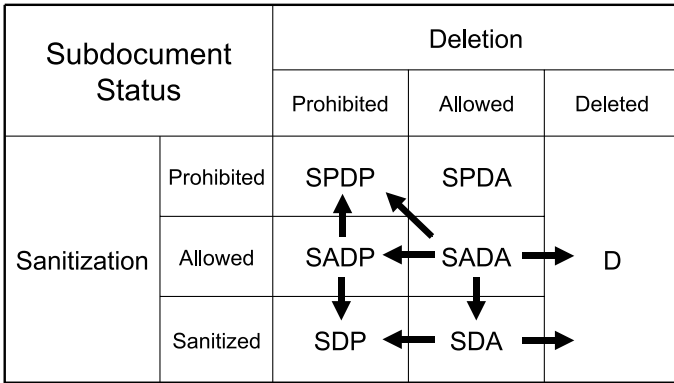 Subdocument
Status
Deletion
Prohibited Allowed Deleted
Sanitization
Prohibited SPDP SPDA
Allowed SADP SADA D
Sanitized SDP SDA